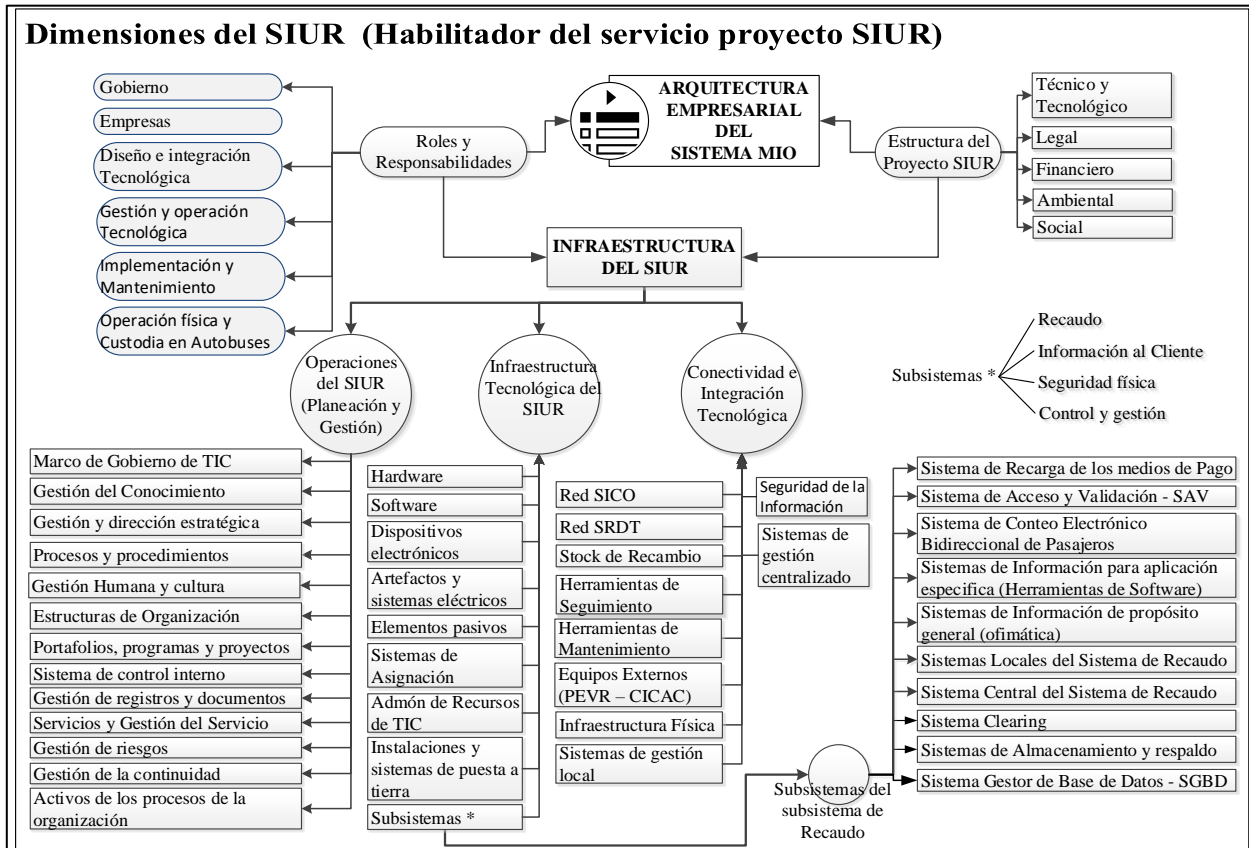 Dimensiones del SIUR (Habilitador del servicio proyecto SIUR)
Gobierno
Empresas
Diseño e integración
Tecnológica
Gestión y operación
Tecnológica
Implementación y
Mantenimiento
Operación física y
Custodia en Autobuses
Roles y
Responsabilidades
ARQUITECTURA
EMPRESARIAL
DEL
SISTEMA MIO
Estructura del
Proyecto SIUR
Técnico y
Tecnológico
Legal
Financiero
Ambiental
Social
INFRAESTRUCTURA
DEL SIUR
Operaciones
del SIUR
(Planeación y
Gestión)
Infraestructura
Tecnológica del
SIUR
Conectividad e
Integración
Tecnológica
Subsistemas *
Recaudo
Información al Cliente
Seguridad física
Control y gestión
Marco de Gobierno de TIC
Gestión del Conocimiento
Gestión y dirección estratégica
Procesos y procedimientos
Gestión Humana y cultura
Estructuras de Organización
Portafolios, programas y proyectos
Sistema de control interno
Gestión de registros y documentos
Servicios y Gestión del Servicio
Gestión de riesgos
Gestión de la continuidad
Activos de los procesos de la
organización
Hardware
Software
Dispositivos
electrónicos
Artefactos y
sistemas eléctricos
Elementos pasivos
Sistemas de
Asignación
Admón de Recursos
de TIC
Instalaciones y
sistemas de puesta a
tierra
Subsistemas *
Red SICO
Red SRDT
Stock de Recambio
Herramientas de
Seguimiento
Herramientas de
Mantenimiento
Equipos Externos
(PEVR – CICAC)
Infraestructura Física
Sistemas de gestión
local
Seguridad de la
Información
Sistemas de
gestión
centralizado
Subsistemas del
subsistema de
Recaudo
Sistema de Recarga de los medios de Pago
Sistema de Acceso y Validación - SAV
Sistema de Conteo Electrónico
Bidireccional de Pasajeros
Sistemas de Información para aplicación
especifica (Herramientas de Software)
Sistemas de Información de propósito
general (ofimática)
Sistemas Locales del Sistema de Recaudo
Sistema Central del Sistema de Recaudo
Sistema Clearing
Sistemas de Almacenamiento y respaldo
Sistema Gestor de Base de Datos - SGBD